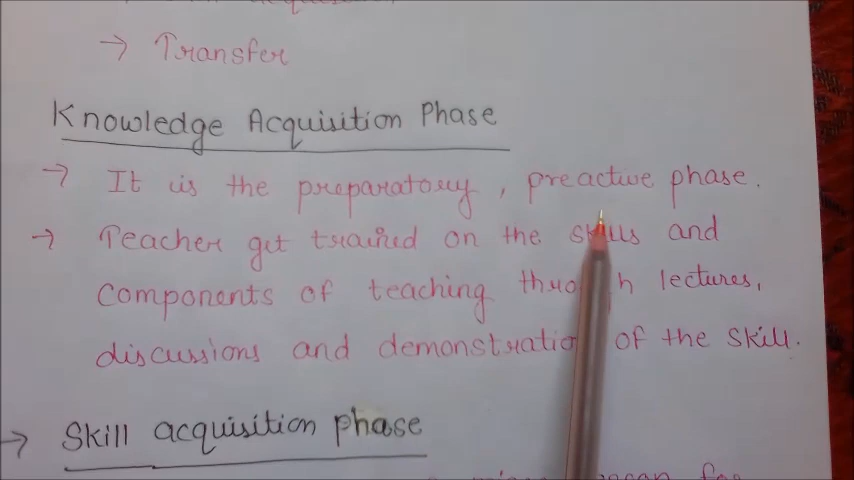 → Transfer
Knowledge Acquisition Phase
→ It is the preparatory, preactive phase.
→ Teacher get trained on the skills and
components of teaching through lectures,
discussions and demonstration of the skill.
→ Skill acquisition phase
for